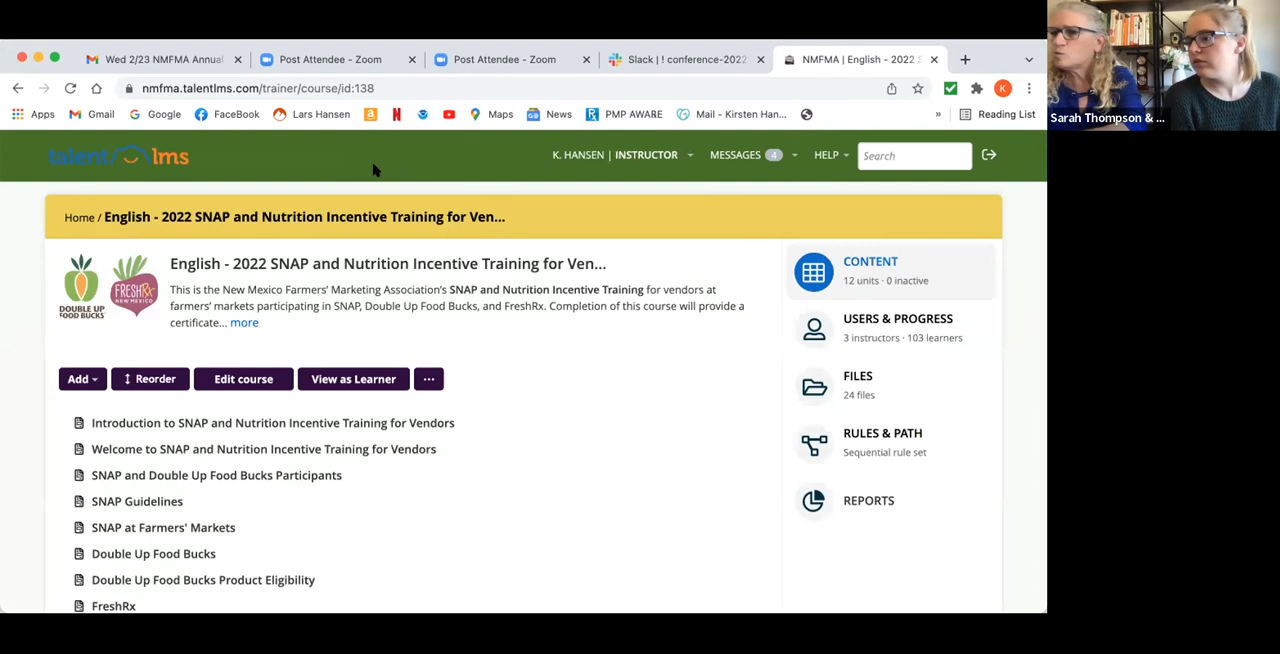 Wed 2/23 NMFMA Annual
Post Attendee - Zoom
Post Attendee - Zoom
Slack | ! conference-2022
NMFMA | English - 2022 S
nmfma.talentlms.com/trainer/course/id:138
K
Apps
Gmail
Google
FaceBook
Lars Hansen
Maps
News
PMP AWARE
Mail - Kirsten Han...
»
Reading List
talent lms
K. HANSEN | INSTRUCTOR
MESSAGES 4
HELP
Search
Home / English - 2022 SNAP and Nutrition Incentive Training for Ven...
DOUBLE UP
FOOD BUCKS
FRESHRx
NEW MEXICO
English - 2022 SNAP and Nutrition Incentive Training for Ven...
This is the New Mexico Farmers' Marketing Association's SNAP and Nutrition Incentive Training for vendors at
farmers' markets participating in SNAP, Double Up Food Bucks, and FreshRx. Completion of this course will provide a
certificate... more
Add
Reorder
Edit course
View as Learner
...
Introduction to SNAP and Nutrition Incentive Training for Vendors
Welcome to SNAP and Nutrition Incentive Training for Vendors
SNAP and Double Up Food Bucks Participants
SNAP Guidelines
SNAP at Farmers' Markets
Double Up Food Bucks
Double Up Food Bucks Product Eligibility
FreshRx
CONTENT
12 units · 0 inactive
USERS & PROGRESS
3 instructors · 103 learners
FILES
24 files
RULES & PATH
Sequential rule set
REPORTS
Sarah Thompson & ...